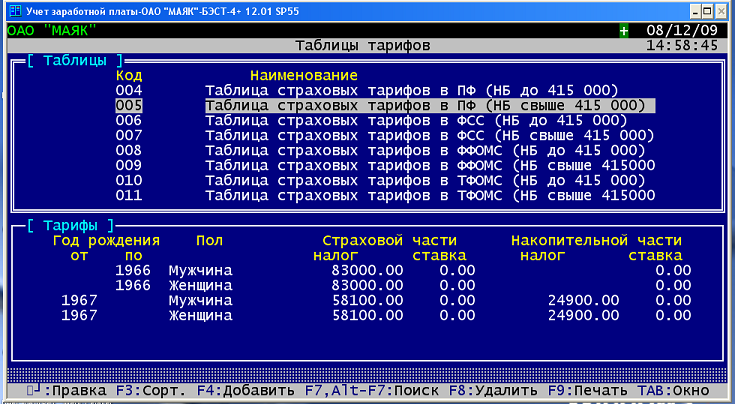 Учет заработной платы-ОАО "МАЯК"-БЭСТ-4+ 12.01 SP55
ОАО "МАЯК" + 08/12/09
Таблицы тарифов 14:58:45
[ Таблицы ]
Код Наименование
004 Таблица страховых тарифов в ПФ (НБ до 415 000)
005 Таблица страховых тарифов в ПФ (НБ свыше 415 000)
006 Таблица страховых тарифов в ФСС (НБ до 415 000)
007 Таблица страховых тарифов в ФСС (НБ свыше 415 000)
008 Таблица страховых тарифов в ФФОМС (НБ до 415 000)
009 Таблица страховых тарифов в ФФОМС (НБ свыше 415000
010 Таблица страховых тарифов в ТФОМС (НБ до 415 000)
011 Таблица страховых тарифов в ТФОМС (НБ свыше 415000
[ Тарифы ]
Год рождения Пол Страховой части Накопительной части
от по налог ставка налог ставка
1966 Мужчина 83000.00 0.00 0.00
1966 Женщина 83000.00 0.00 0.00
1967 Мужчина 58100.00 0.00 24900.00 0.00
1967 Женщина 58100.00 0.00 24900.00 0.00
:Правка F3:Сорт. F4:Добавить F7,Alt-F7:Поиск F8:Удалить F9:Печать TAB:Окно